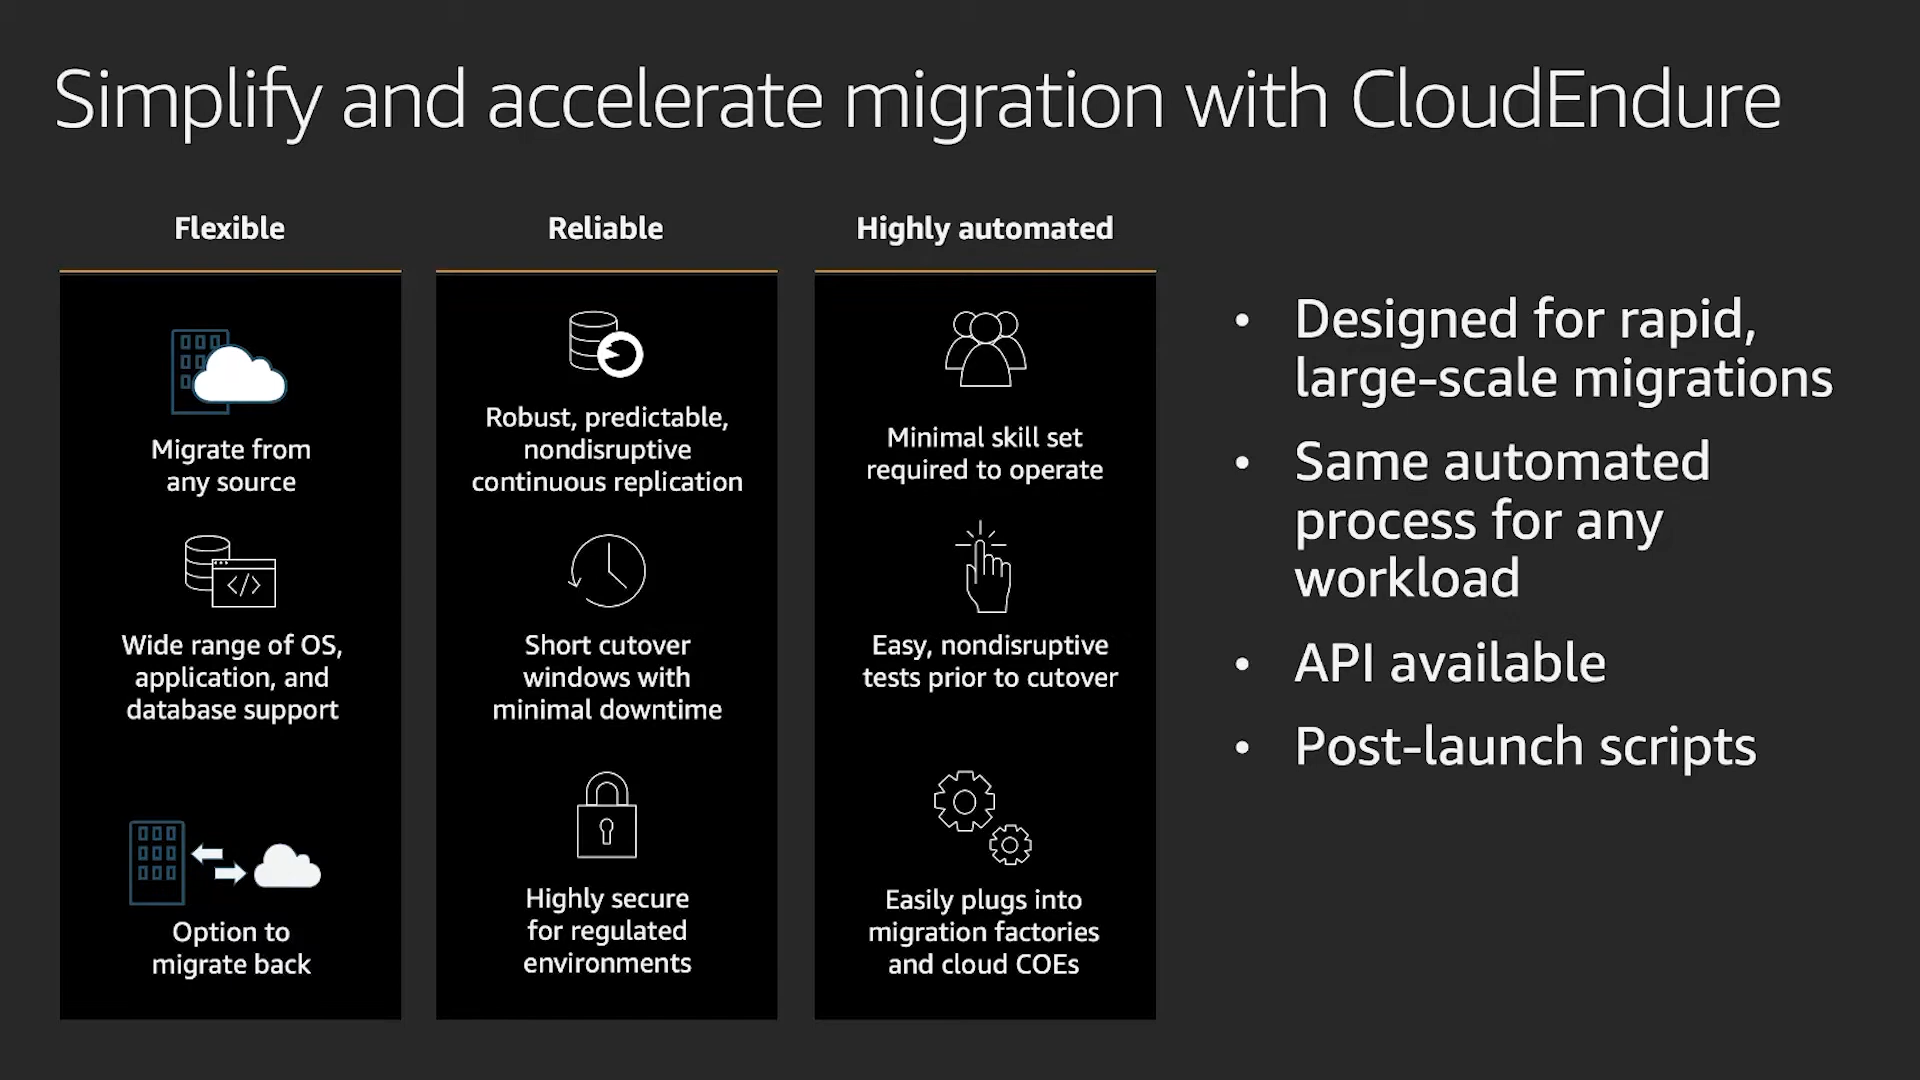 Simplify and accelerate migration with CloudEndure
Flexible
Migrate from
any source
</>
Wide range of OS,
application, and
database support
Option to
migrate back
Reliable
Robust, predictable,
nondisruptive
continuous replication
Short cutover
windows with
minimal downtime
Highly secure
for regulated
environments
Highly automated
Minimal skill set
required to operate
Easy, nondisruptive
tests prior to cutover
Easily plugs into
migration factories
and cloud COEs
• Designed for rapid,
large-scale migrations
• Same automated
process for any
workload
• API available
• Post-launch scripts